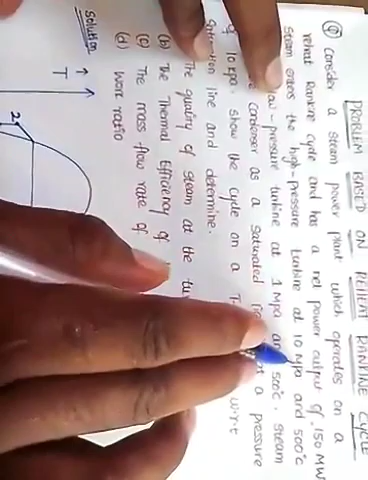 PROBLEM BASED ON REHEAT RANKINE CYCLE
Q Consider a steam power plant which operates on a
rehat Rankine cycle and has a net power output of 150 MW
Steam enters the high-pressure turbine at 10 Mpa and 500°c
low-pressure turbine at 1 Mpa and 500°c. Steam
condenser as a saturated at a pressure
of 10 kpa. Show the cycle on a T- w.r.t
line and determine.
The quality of steam at the
(b) The Thermal Efficiency of
(c) The mass flow rate of
(d) work ratio
Solution
T
2